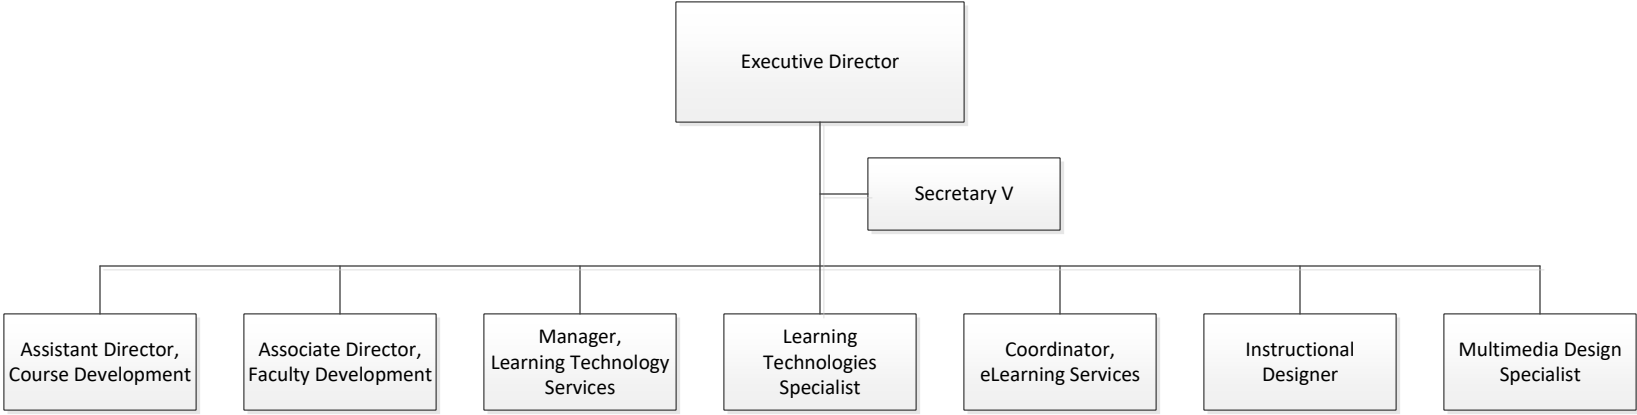 Executive Director
Secretary V
Assistant Director,
Course Development
Associate Director,
Faculty Development
Manager,
Learning Technology
Services
Learning
Technologies
Specialist
Coordinator,
eLearning Services
Instructional
Designer
Multimedia Design
Specialist